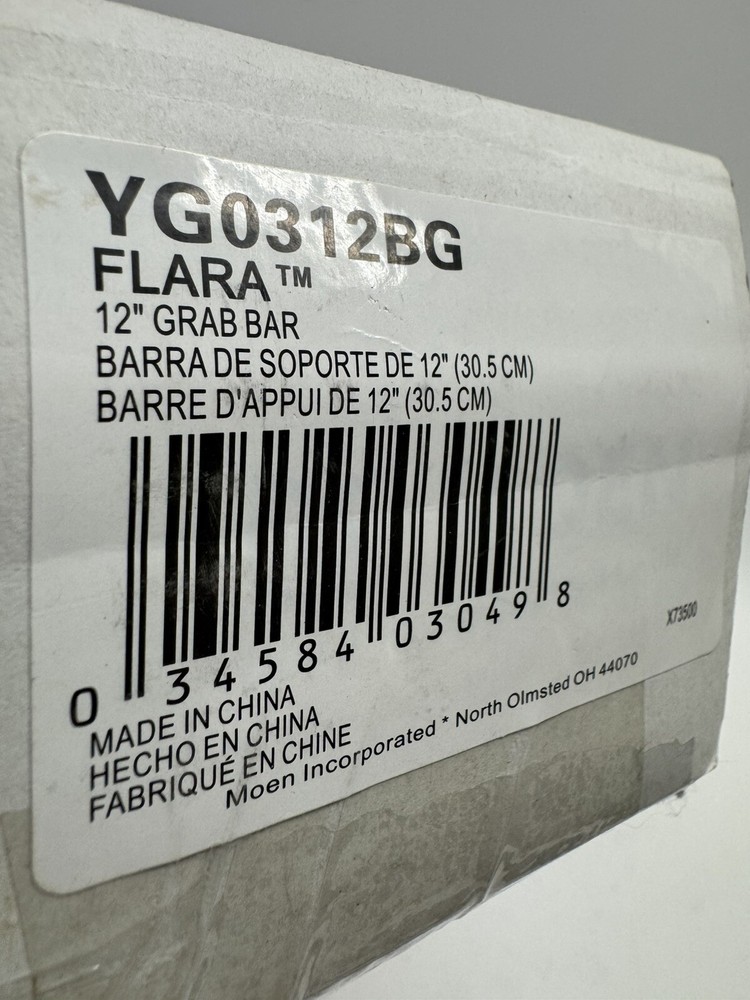 YG0312BG
FLARA™
12" GRAB BAR
BARRA DE SOPORTE DE 12" (30.5 CM)
BARRE D'APPUI DE 12" (30.5 CM)
0 34584 03049 8
X73500
MADE IN CHINA
HECHO EN CHINA
FABRIQUÉ EN CHINE
Moen Incorporated * North Olmsted OH 44070